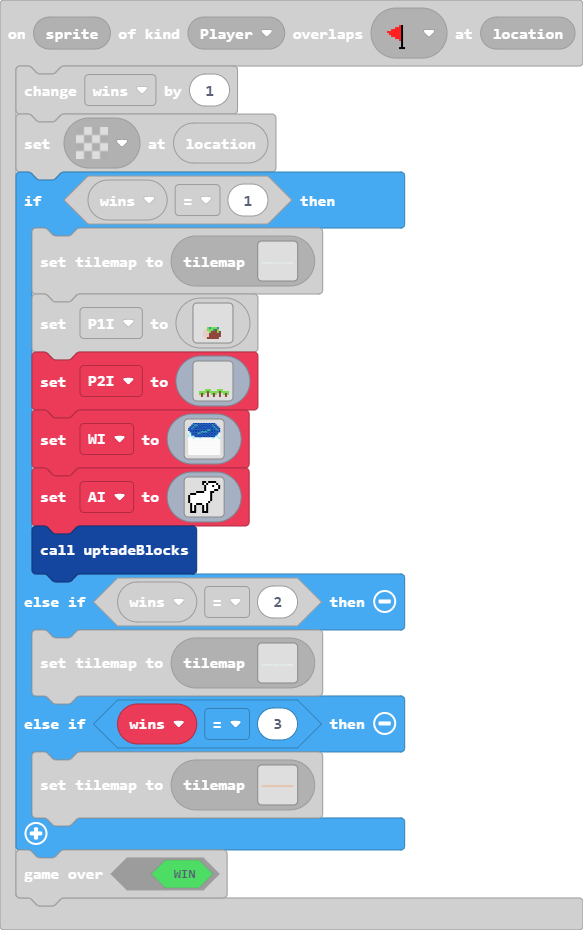 on sprite of kind Player overlaps at location
change wins by 1
set at location
if wins = 1 then
set tilemap to tilemap
set P1I to
set P2I to
set WI to
set AI to
call uptadeBlocks
else if wins = 2 then
set tilemap to tilemap
else if wins = 3 then
set tilemap to tilemap
game over WIN